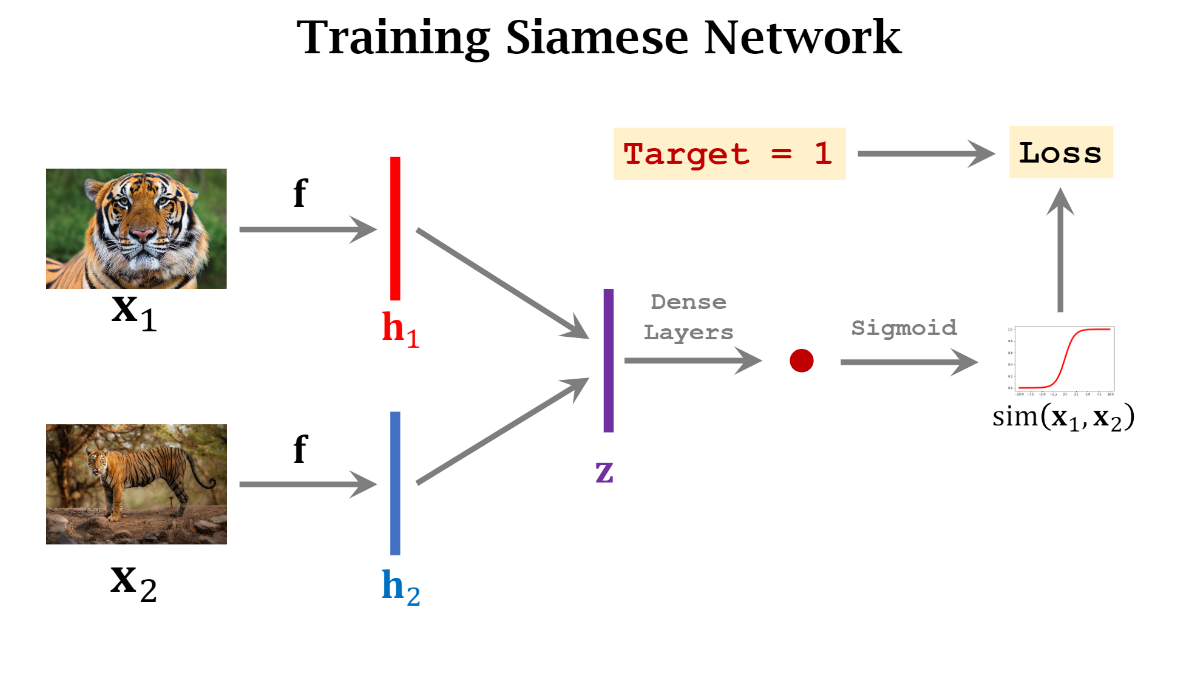 Training Siamese Network
Target = 1
Loss
f
x₁
h₁
Dense
Layers
Sigmoid
sim(x₁, x₂)
z
f
x₂
h₂